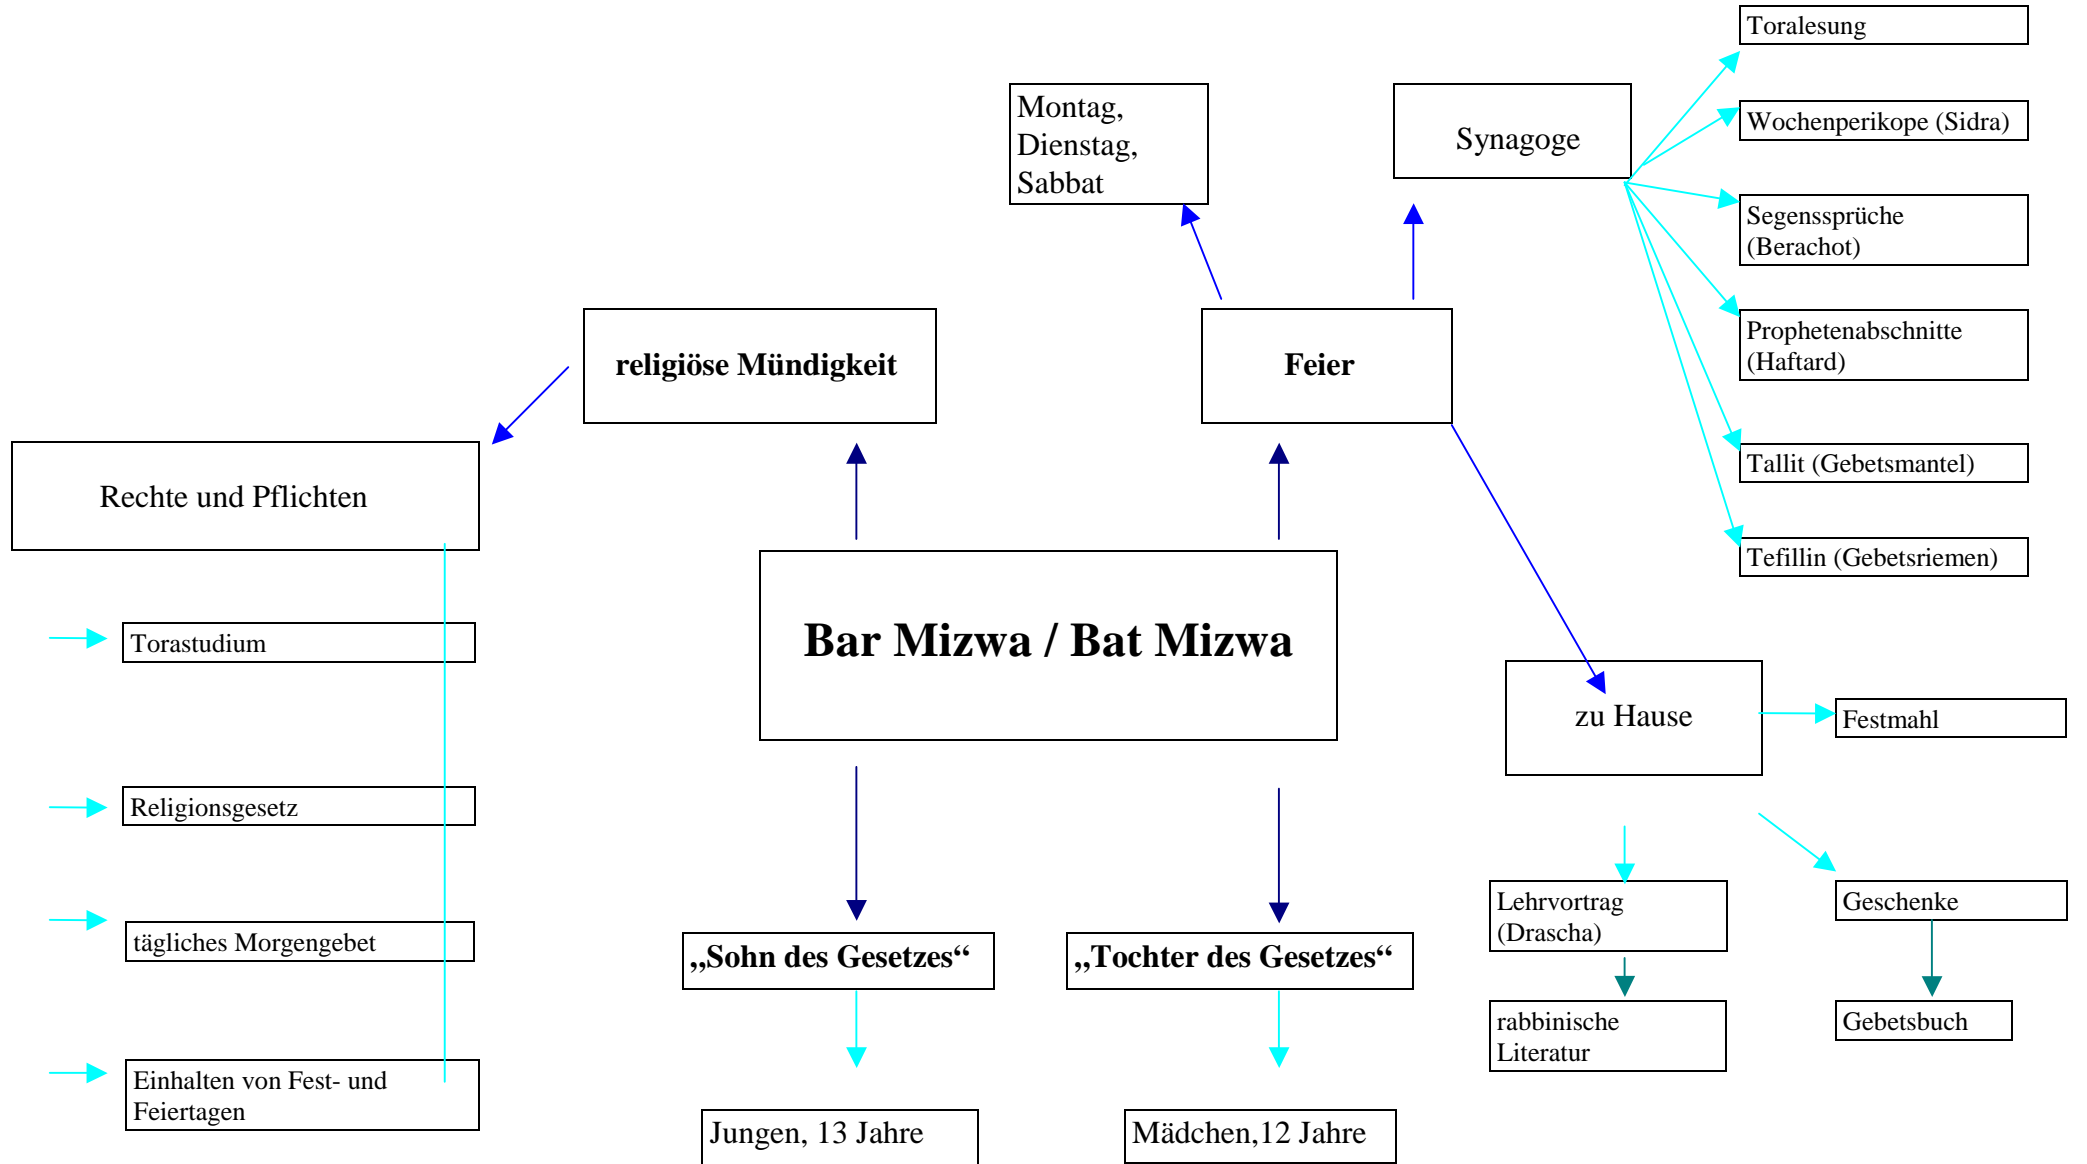 Toralesung
Montag,
Dienstag,
Sabbat
Synagoge
Wochenperikope (Sidra)
Segenssprüche
(Berachot)
religiöse Mündigkeit
Feier
Prophetenabschnitte
(Haftard)
Rechte und Pflichten
Tallit (Gebetsmantel)
Tefillin (Gebetsriemen)
Bar Mizwa / Bat Mizwa
Torastudium
zu Hause
Festmahl
Religionsgesetz
Lehrvortrag
(Drascha)
Geschenke
tägliches Morgengebet
„Sohn des Gesetzes“
„Tochter des Gesetzes“
rabbinische
Literatur
Gebetsbuch
Einhalten von Fest- und
Feiertagen
Jungen, 13 Jahre
Mädchen,12 Jahre